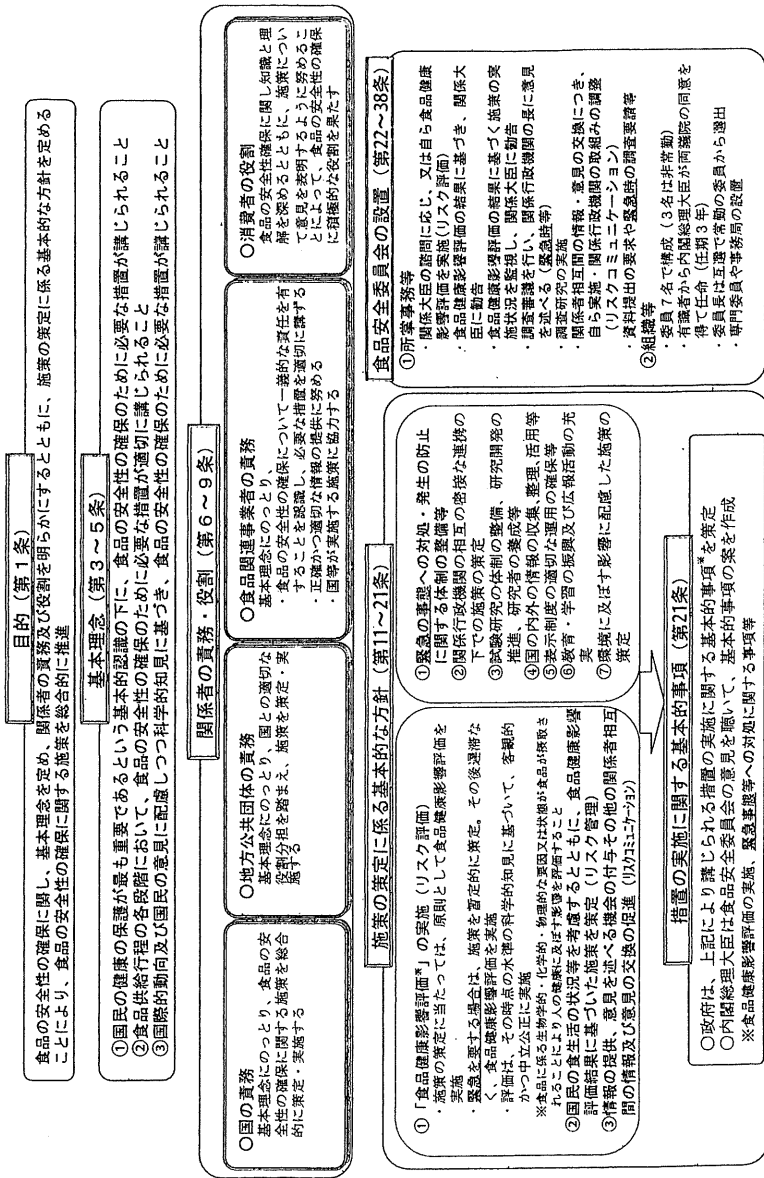 目的（第１条）
食品の安全性の確保に関し、基本理念を定め、関係者の責務及び役割を明らかにするとともに、施策の策定に係る基本的な方針を定める
ことにより、食品の安全性の確保に関する施策を総合的に推進
基本理念（第３～５条）
①国民の健康の保護が最も重要であるという基本的認識の下に、食品の安全性の確保のために必要な措置が講じられること
②食品供給行程の各段階において、食品の安全性の確保のために必要な措置が適切に講じられること
③国際的動向及び国民の意見に配慮しつつ科学的知見に基づき、食品の安全性の確保のために必要な措置が講じられること
関係者の責務・役割（第６～９条）
○国の責務
基本理念にのっとり、食品の安
全性の確保に関する施策を総合
的に策定・実施する
○地方公共団体の責務
基本理念にのっとり、国との適切な
役割分担を踏まえ、施策を策定・実
施する
○食品関連事業者の責務
基本理念にのっとり、
・食品の安全性の確保について一義的な責任を有
することを認識し、必要な措置を適切に講ずる
・正確かつ適切な情報の提供に努める
・国等が実施する施策に協力する
○消費者の役割
食品の安全性確保に関し知識と理
解を深めるとともに、施策につい
て意見を表明するように努めるこ
とによって、食品の安全性の確保
に積極的な役割を果たす
施策の策定に係る基本的な方針（第11～21条）
①「食品健康影響評価※」の実施（リスク評価）
・施策の策定に当たっては、原則として食品健康影響評価を
実施
・緊急を要する場合は、施策を暫定的に策定。その後遅滞な
く、食品健康影響評価を実施
・評価は、その時点の水準の科学的知見に基づいて、客観的
かつ中立公正に実施
※食品に係る生物学的・化学的・物理的な要因又は状態が食品が摂取さ
れることにより人の健康に及ぼす影響を評価すること
②国民の食生活の状況等を考慮するとともに、食品健康影響
評価結果に基づいた施策を策定（リスク管理）
③情報の提供、意見を述べる機会の付与その他の関係者相互
間の情報及び意見の交換の促進（リスクコミュニケーション）
①緊急の事態への対処・発生の防止
に関する体制の整備等
②関係行政機関の相互の密接な連携の
下での施策の策定
③試験研究の体制の整備、研究開発の
推進、研究者の養成等
④国の内外の情報の収集、整理、活用等
⑤表示制度の適切な運用の確保等
⑥教育・学習の振興及び広報活動の充
実
⑦環境に及ぼす影響に配慮した施策の
策定
措置の実施に関する基本的事項（第21条）
○政府は、上記により講じられる措置の実施に関する基本的事項※を策定
○内閣総理大臣は食品安全委員会の意見を聴いて、基本的事項の案を作成
※食品健康影響評価の実施、緊急事態等への対処に関する事項等
食品安全委員会の設置（第22～38条）
①所掌事務等
・関係大臣の諮問に応じ、又は自ら食品健康
影響評価を実施（リスク評価）
・食品健康影響評価の結果に基づき、関係大
臣に勧告
・食品健康影響評価の結果に基づく施策の実
施状況を監視し、関係大臣に勧告
・調査審議を行い、関係行政機関の長に意見
を述べる（緊急時等）
・調査研究の実施
・関係者相互間の情報・意見の交換につき、
自ら実施・関係行政機関の取組みの調整
（リスクコミュニケーション）
・資料提出の要求や緊急時の調査要請等
②組織等
・委員７名で構成（３名は非常勤）
・有識者から内閣総理大臣が両議院の同意を
得て任命（任期３年）
・委員長は互選で常勤の委員から選出
・専門委員や事務局の設置